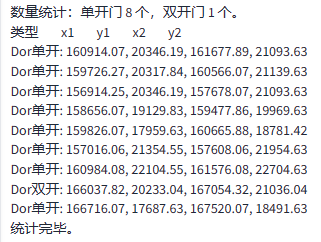 数量统计：单开门 8 个，双开门 1 个。
类型 x1 y1 x2 y2
Dor单开: 160914.07, 20346.19, 161677.89, 21093.63
Dor单开: 159726.27, 20317.84, 160566.07, 21139.63
Dor单开: 156914.25, 20346.19, 157678.07, 21093.63
Dor单开: 158656.07, 19129.83, 159477.86, 19969.63
Dor单开: 159826.07, 17959.63, 160665.88, 18781.42
Dor单开: 157016.06, 21354.55, 157608.06, 21954.63
Dor单开: 160984.08, 22104.55, 161576.08, 22704.63
Dor双开: 166037.82, 20233.04, 167054.32, 21036.04
Dor单开: 166716.07, 17687.63, 167520.07, 18491.63
统计完毕。